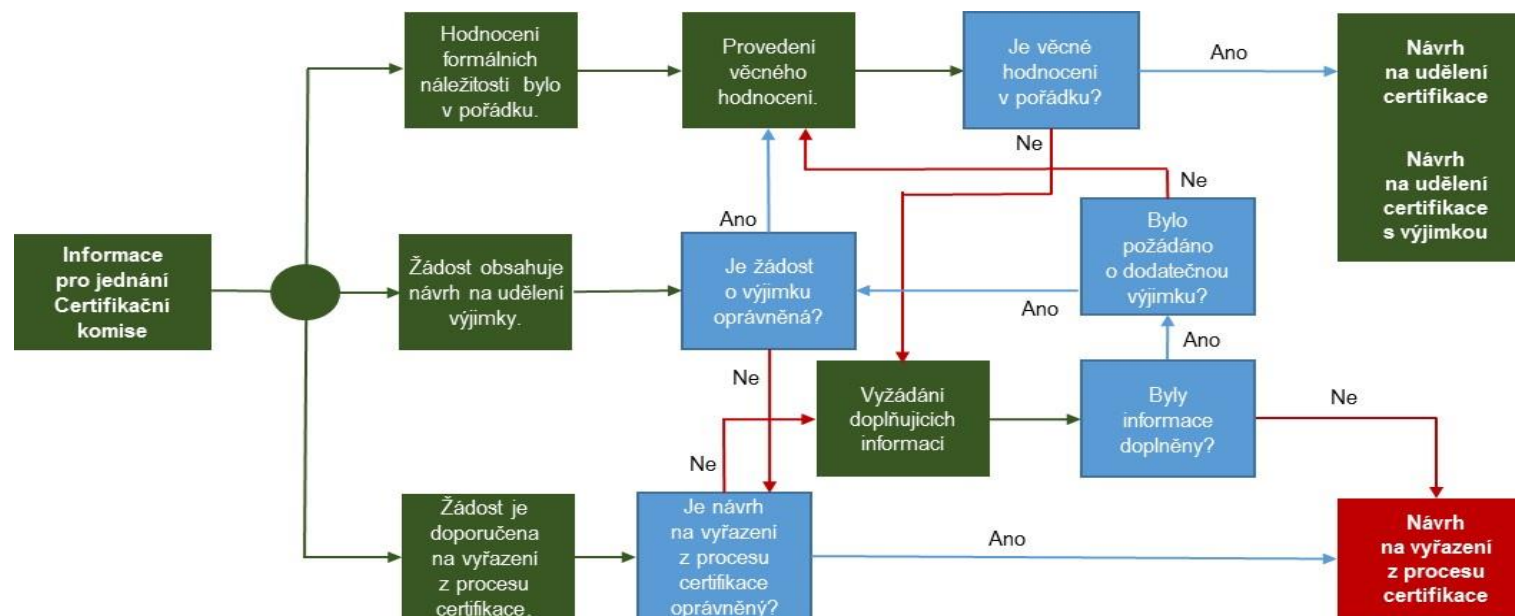 Hodnocení
formálních
náležitostí bylo
v pořádku.
Provedení
věcného
hodnocení.
Je věcné
hodnocení
v pořádku?
Ano
Návrh
na udělení
certifikace
Návrh
na udělení
certifikace
s výjimkou
Ne
Ne
Informace
pro jednání
Certifikační
komise
Žádost obsahuje
návrh na udělení
výjimky.
Ano
Je žádost
o výjimku
oprávněná?
Bylo
požádáno
o dodatečnou
výjimku?
Ano
Ano
Ne
Vyžádání
doplňujících
informací
Byly
informace
doplněny?
Ne
Ne
Žádost je
doporučena
na vyřazení
z procesu
certifikace.
Je návrh
na vyřazení
z procesu
certifikace
oprávněný?
Ano
Návrh
na vyřazení
z procesu
certifikace